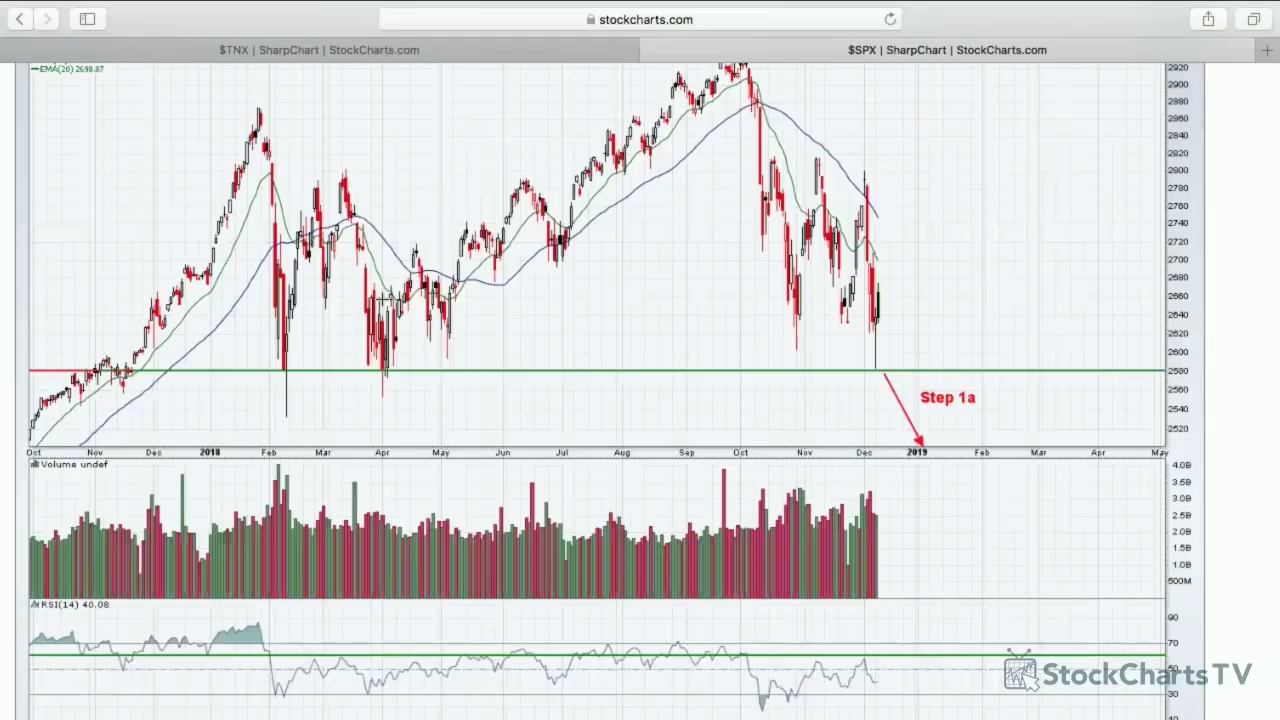 stockcharts.com
$TNX | SharpChart | StockCharts.com
$SPX | SharpChart | StockCharts.com
EMA(20) 2698.87
2920
2900
2880
2860
2840
2820
2800
2780
2760
2740
2720
2700
2680
2660
2640
2620
2600
2580
2560
2540
2520
Step 1a
Oct Nov Dec 2018 Feb Mar Apr May Jun Jul Aug Sep Oct Nov Dec 2019 Feb Mar Apr May
Volume undef
4.0B
3.5B
3.0B
2.5B
2.0B
1.5B
1.0B
500M
RSI(14) 40.08
90
70
50
30
StockChartsTV